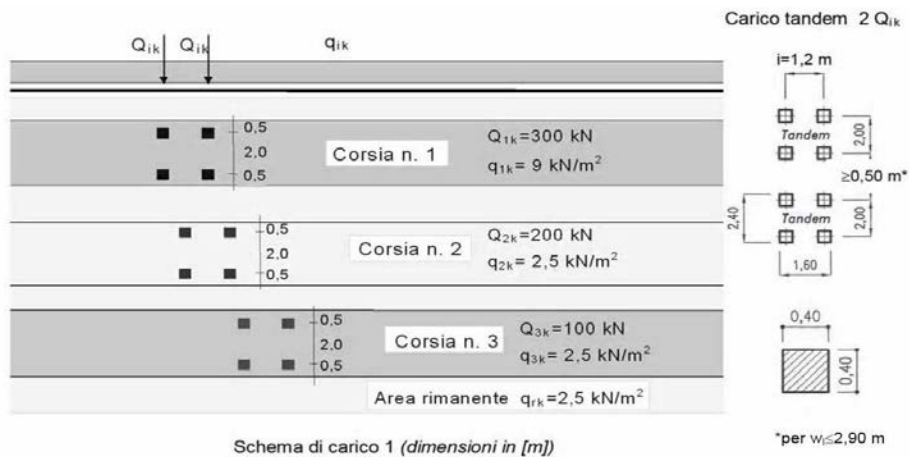 Carico tandem 2 Qik
Qik Qik qik
i=1,2 m
0,5
2.0
0,5
Corsia n. 1
Q1k=300 kN
q1k= 9 kN/m²
Tandem
2,00
≥0,50 m*
0,5
2.0
0,5
Corsia n. 2
Q2k=200 kN
q2k= 2,5 kN/m²
2,40
Tandem
2,00
1,60
0,5
2.0
0,5
Corsia n. 3
Q3k=100 kN
q3k= 2,5 kN/m²
0,40
0,40
Area rimanente qrk=2,5 kN/m²
Schema di carico 1 (dimensioni in [m])
*per wl≤2,90 m